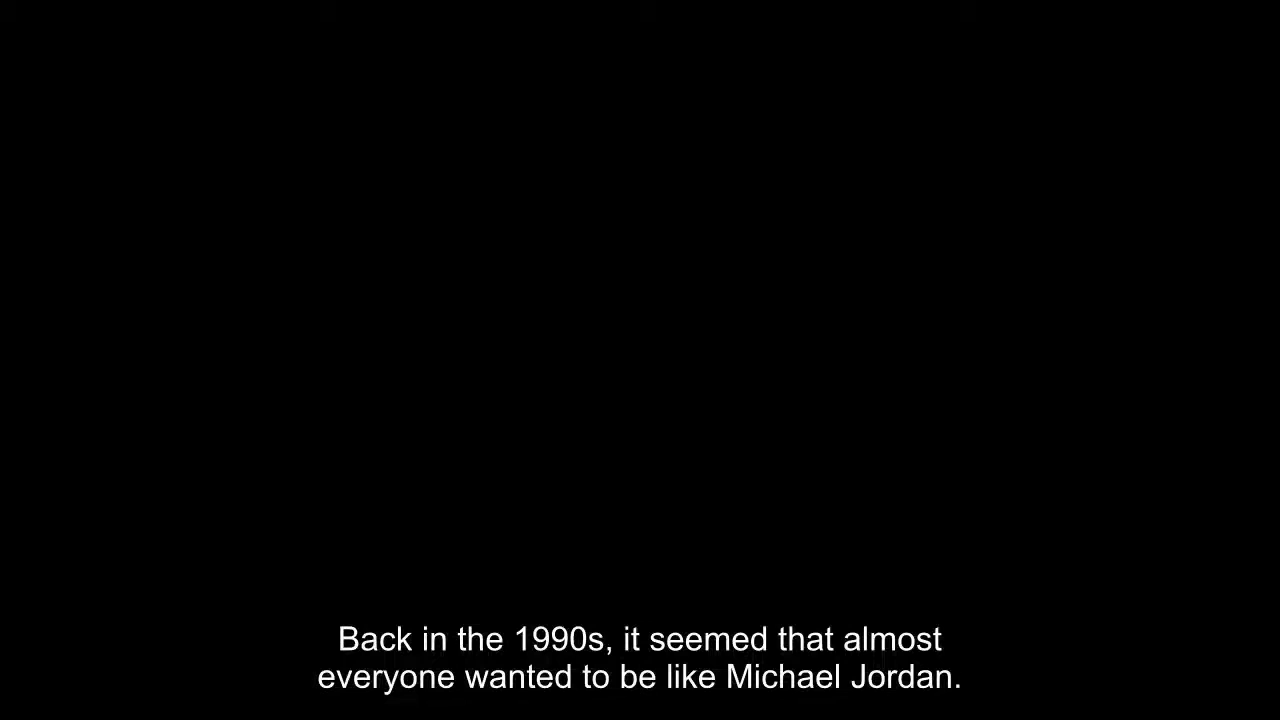 Back in the 1990s, it seemed that almost
everyone wanted to be like Michael Jordan.